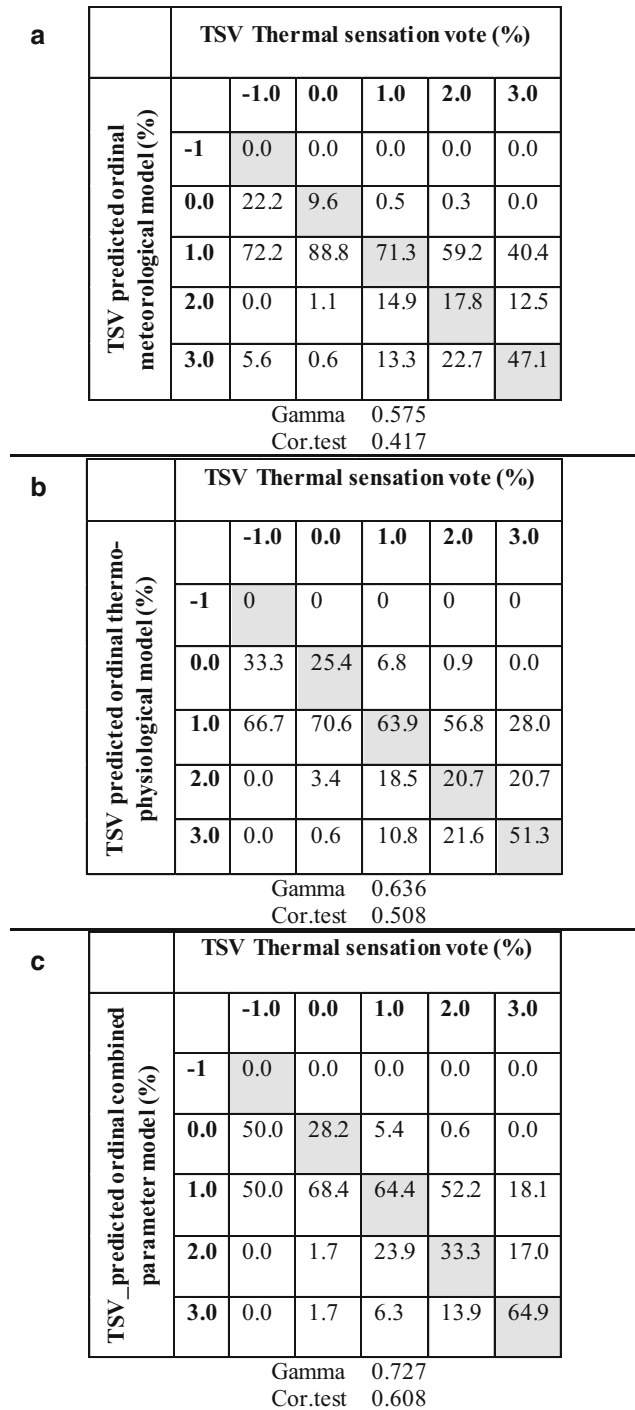 a
TSV Thermal sensation vote (%)
TSV predicted ordinal
meteorological model (%)
-1.0 0.0 1.0 2.0 3.0
-1 0.0 0.0 0.0 0.0 0.0
0.0 22.2 9.6 0.5 0.3 0.0
1.0 72.2 88.8 71.3 59.2 40.4
2.0 0.0 1.1 14.9 17.8 12.5
3.0 5.6 0.6 13.3 22.7 47.1
Gamma 0.575
Cor.test 0.417
b
TSV Thermal sensation vote (%)
TSV predicted ordinal thermo-
physiological model (%)
-1.0 0.0 1.0 2.0 3.0
-1 0 0 0 0 0
0.0 33.3 25.4 6.8 0.9 0.0
1.0 66.7 70.6 63.9 56.8 28.0
2.0 0.0 3.4 18.5 20.7 20.7
3.0 0.0 0.6 10.8 21.6 51.3
Gamma 0.636
Cor.test 0.508
c
TSV Thermal sensation vote (%)
TSV_predicted ordinal combined
parameter model (%)
-1.0 0.0 1.0 2.0 3.0
-1 0.0 0.0 0.0 0.0 0.0
0.0 50.0 28.2 5.4 0.6 0.0
1.0 50.0 68.4 64.4 52.2 18.1
2.0 0.0 1.7 23.9 33.3 17.0
3.0 0.0 1.7 6.3 13.9 64.9
Gamma 0.727
Cor.test 0.608